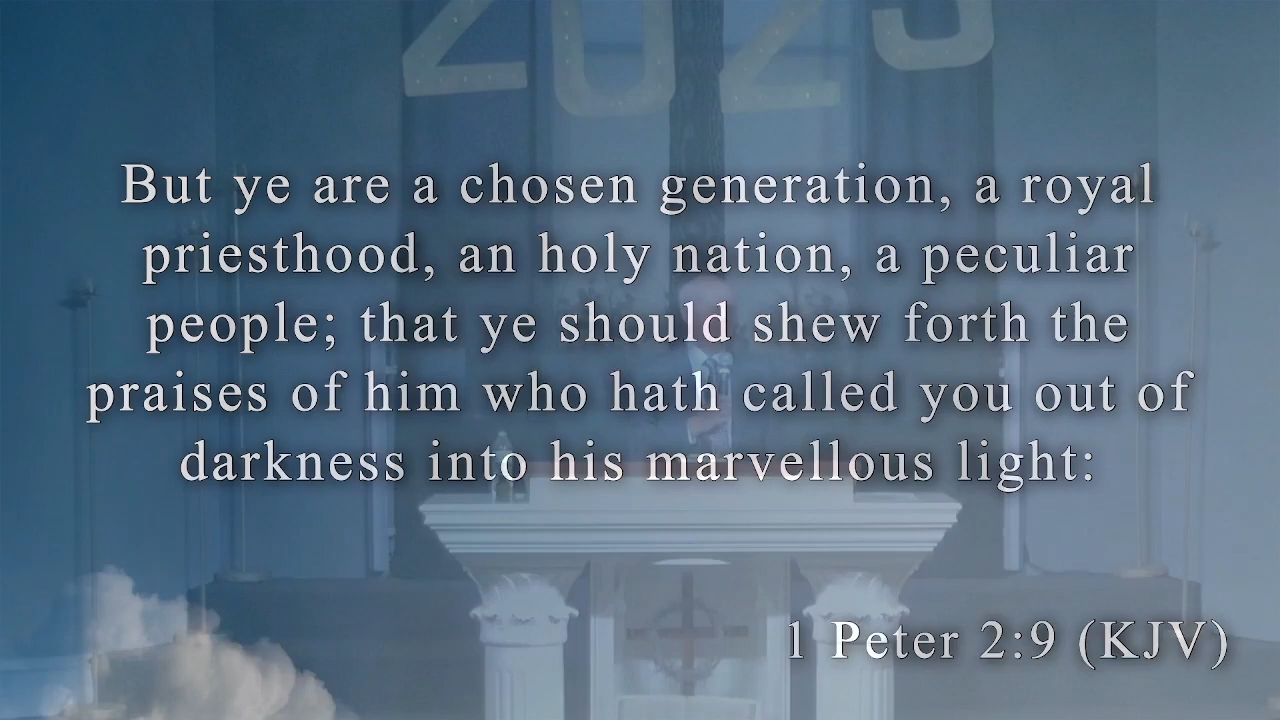 2023
But ye are a chosen generation, a royal
priesthood, an holy nation, a peculiar
people; that ye should shew forth the
praises of him who hath called you out of
darkness into his marvellous light:
1 Peter 2:9 (KJV)